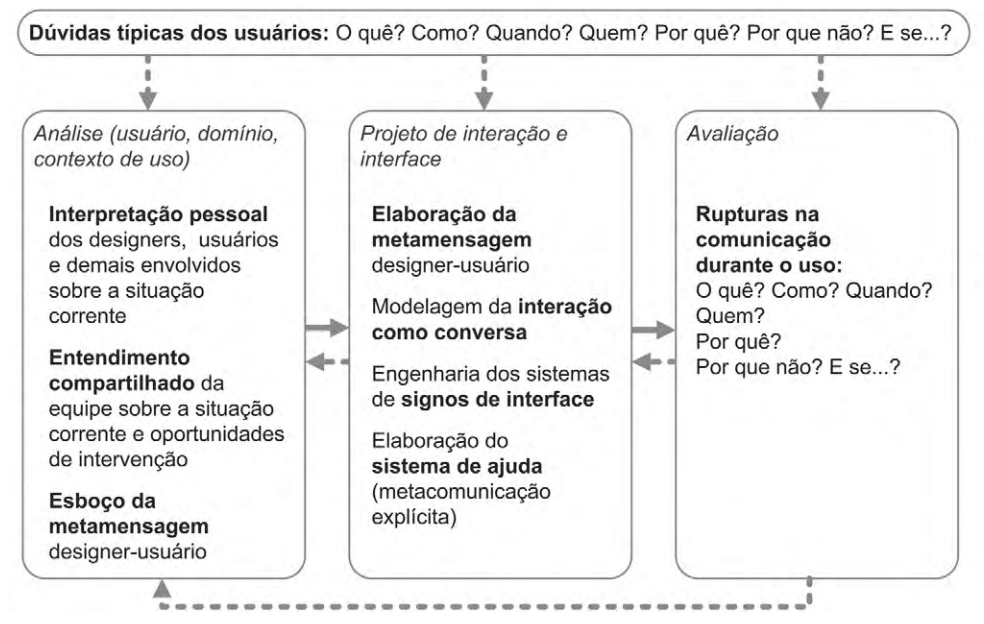 Dúvidas típicas dos usuários: O quê? Como? Quando? Quem? Por quê? Por que não? E se...?
Análise (usuário, domínio,
contexto de uso)
Interpretação pessoal
dos designers, usuários
e demais envolvidos
sobre a situação
corrente
Entendimento
compartilhado da
equipe sobre a situação
corrente e oportunidades
de intervenção
Esboço da
metamensagem
designer-usuário
Projeto de interação e
interface
Elaboração da
metamensagem
designer-usuário
Modelagem da interação
como conversa
Engenharia dos sistemas
de signos de interface
Elaboração do
sistema de ajuda
(metacomunicação
explícita)
Avaliação
Rupturas na
comunicação
durante o uso:
O quê? Como? Quando?
Quem?
Por quê?
Por que não? E se...?